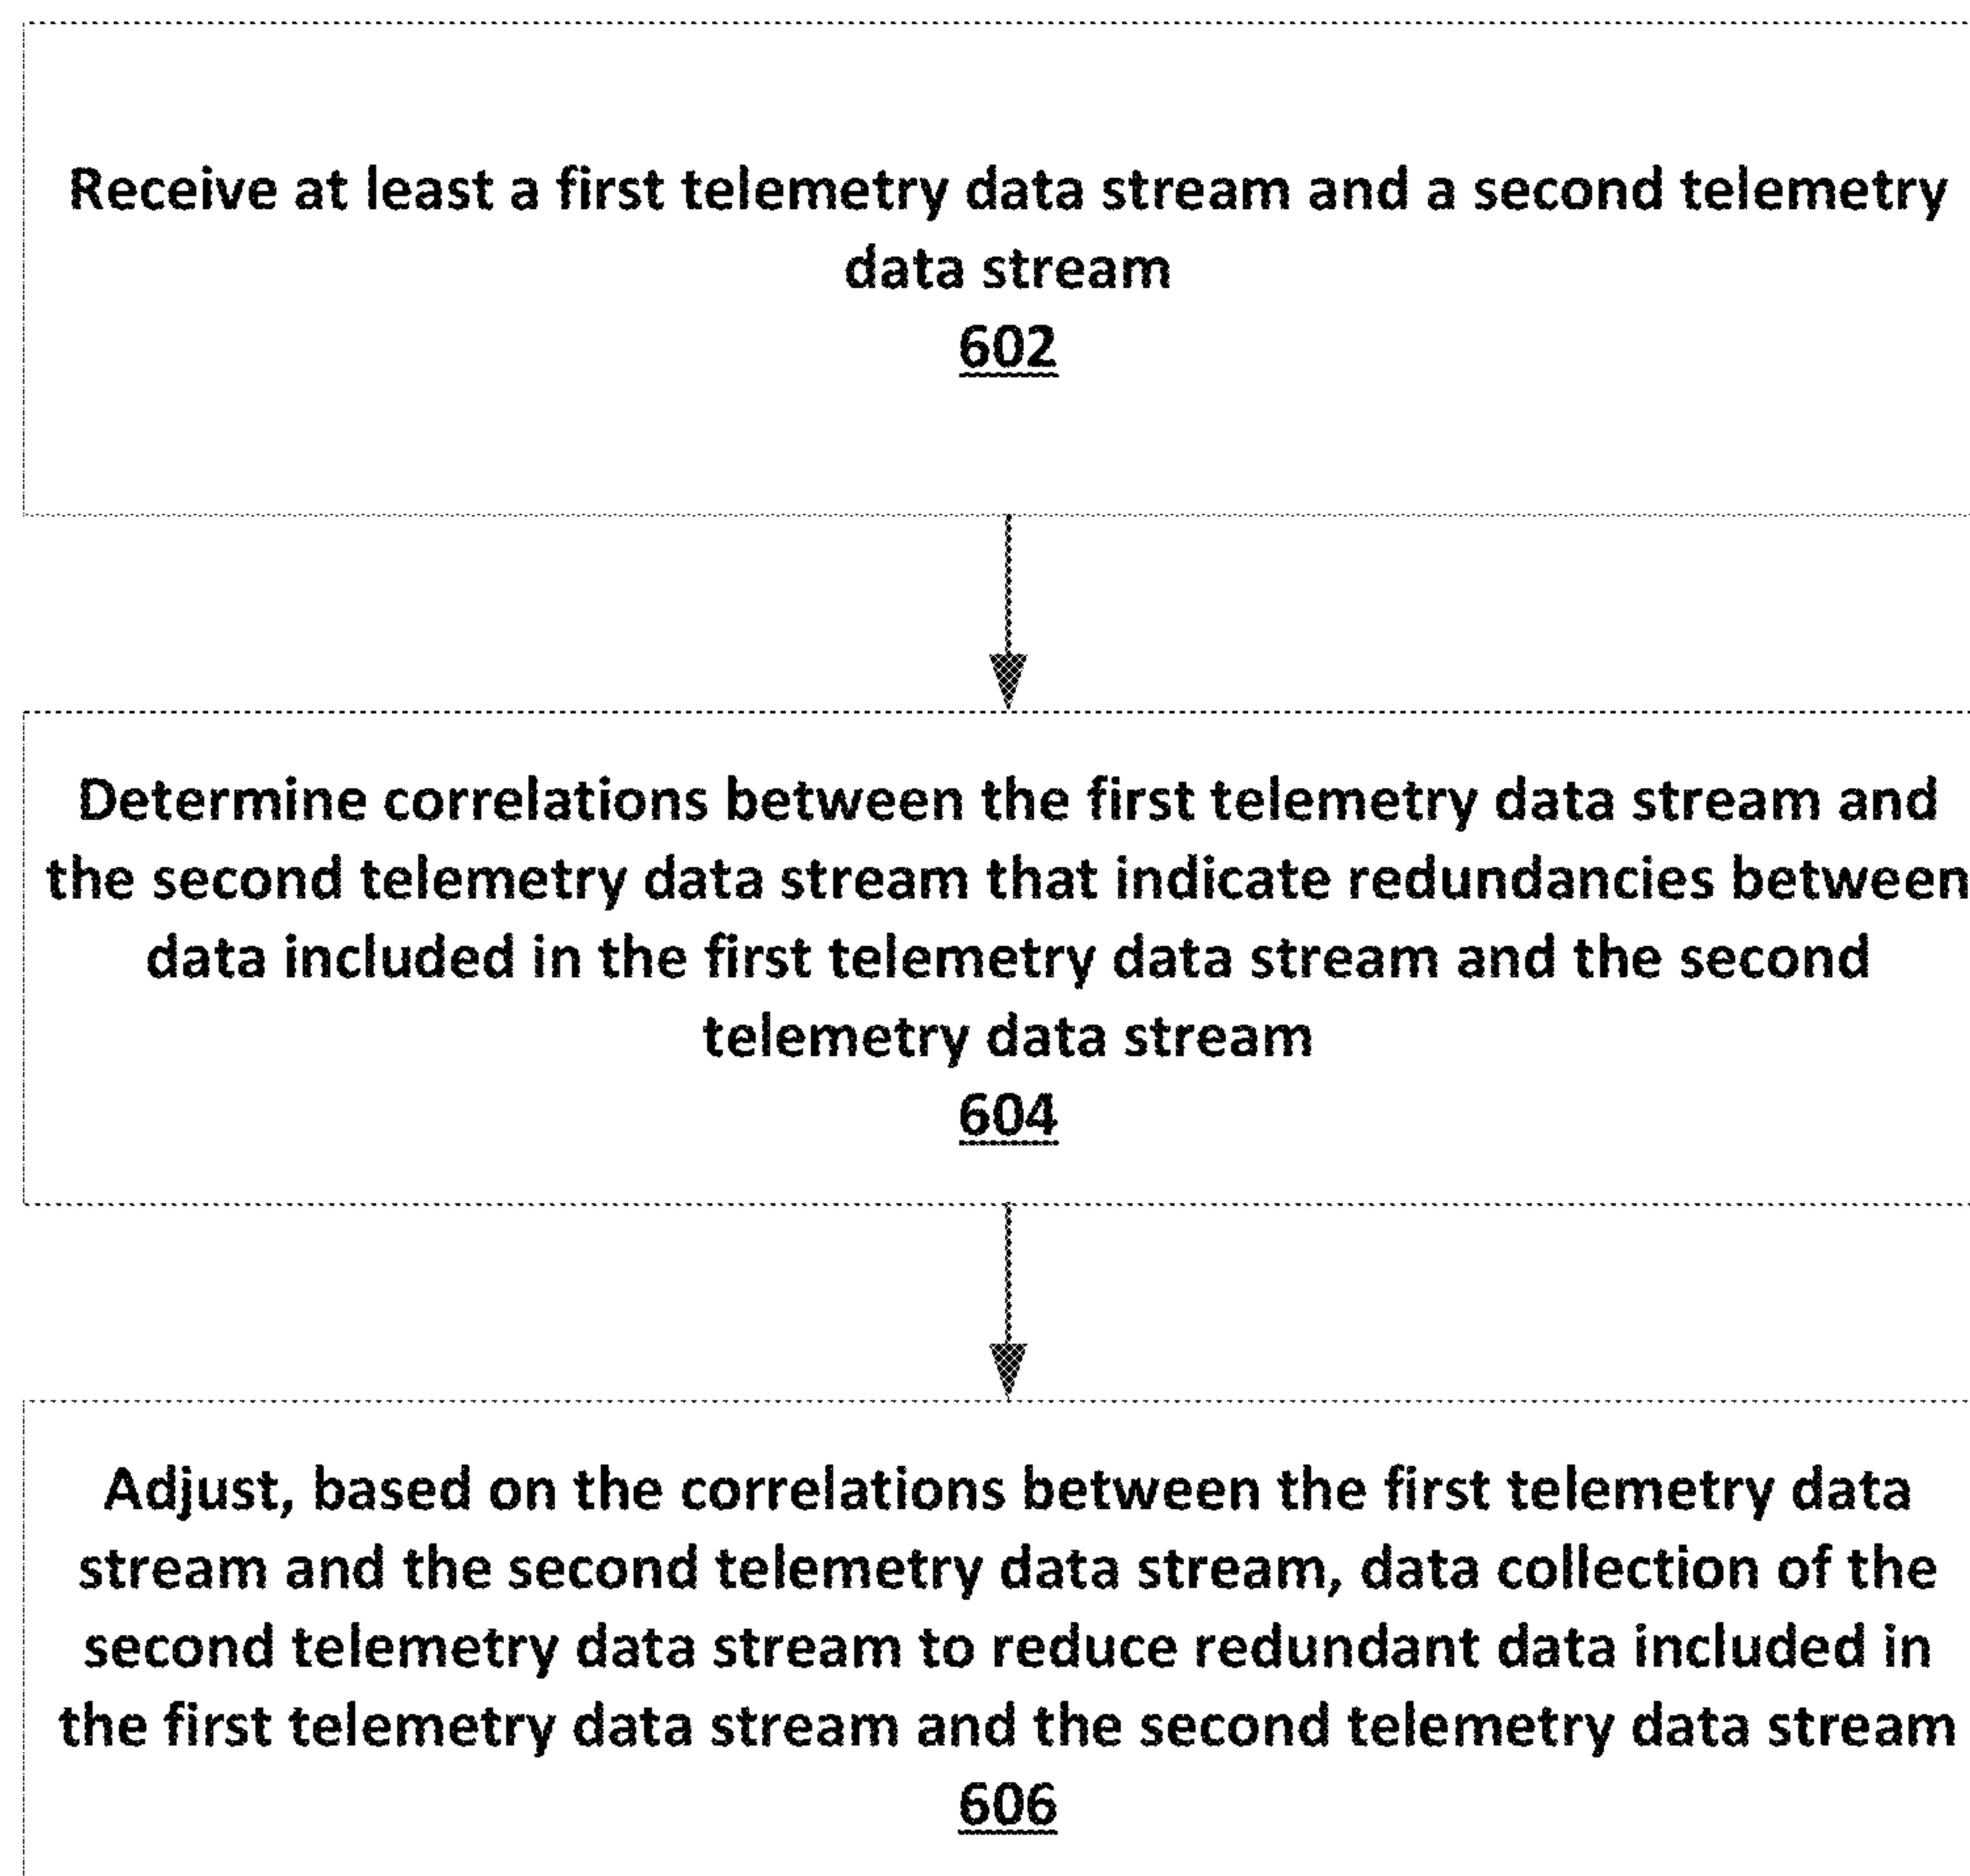 Receive at least a first telemetry data stream and a second telemetry
data stream
602
Determine correlations between the first telemetry data stream and
the second telemetry data stream that indicate redundancies between
data included in the first telemetry data stream and the second
telemetry data stream
604
Adjust, based on the correlations between the first telemetry data
stream and the second telemetry data stream, data collection of the
second telemetry data stream to reduce redundant data included in
the first telemetry data stream and the second telemetry data stream
606